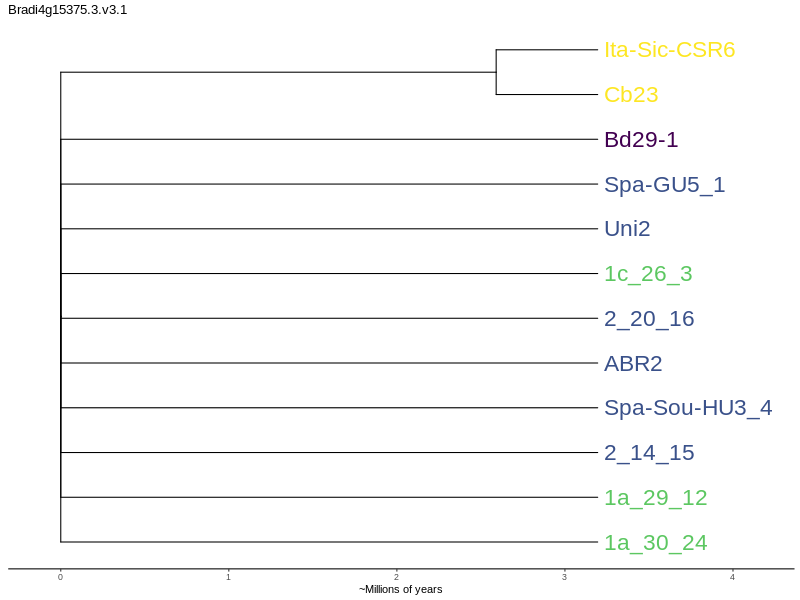 Bradi4g15375.3.v3.1
Ita-Sic-CSR6
Cb23
Bd29-1
Spa-GU5_1
Uni2
1c_26_3
2_20_16
ABR2
Spa-Sou-HU3_4
2_14_15
1a_29_12
1a_30_24
0 1 2 3 4
~Millions of years